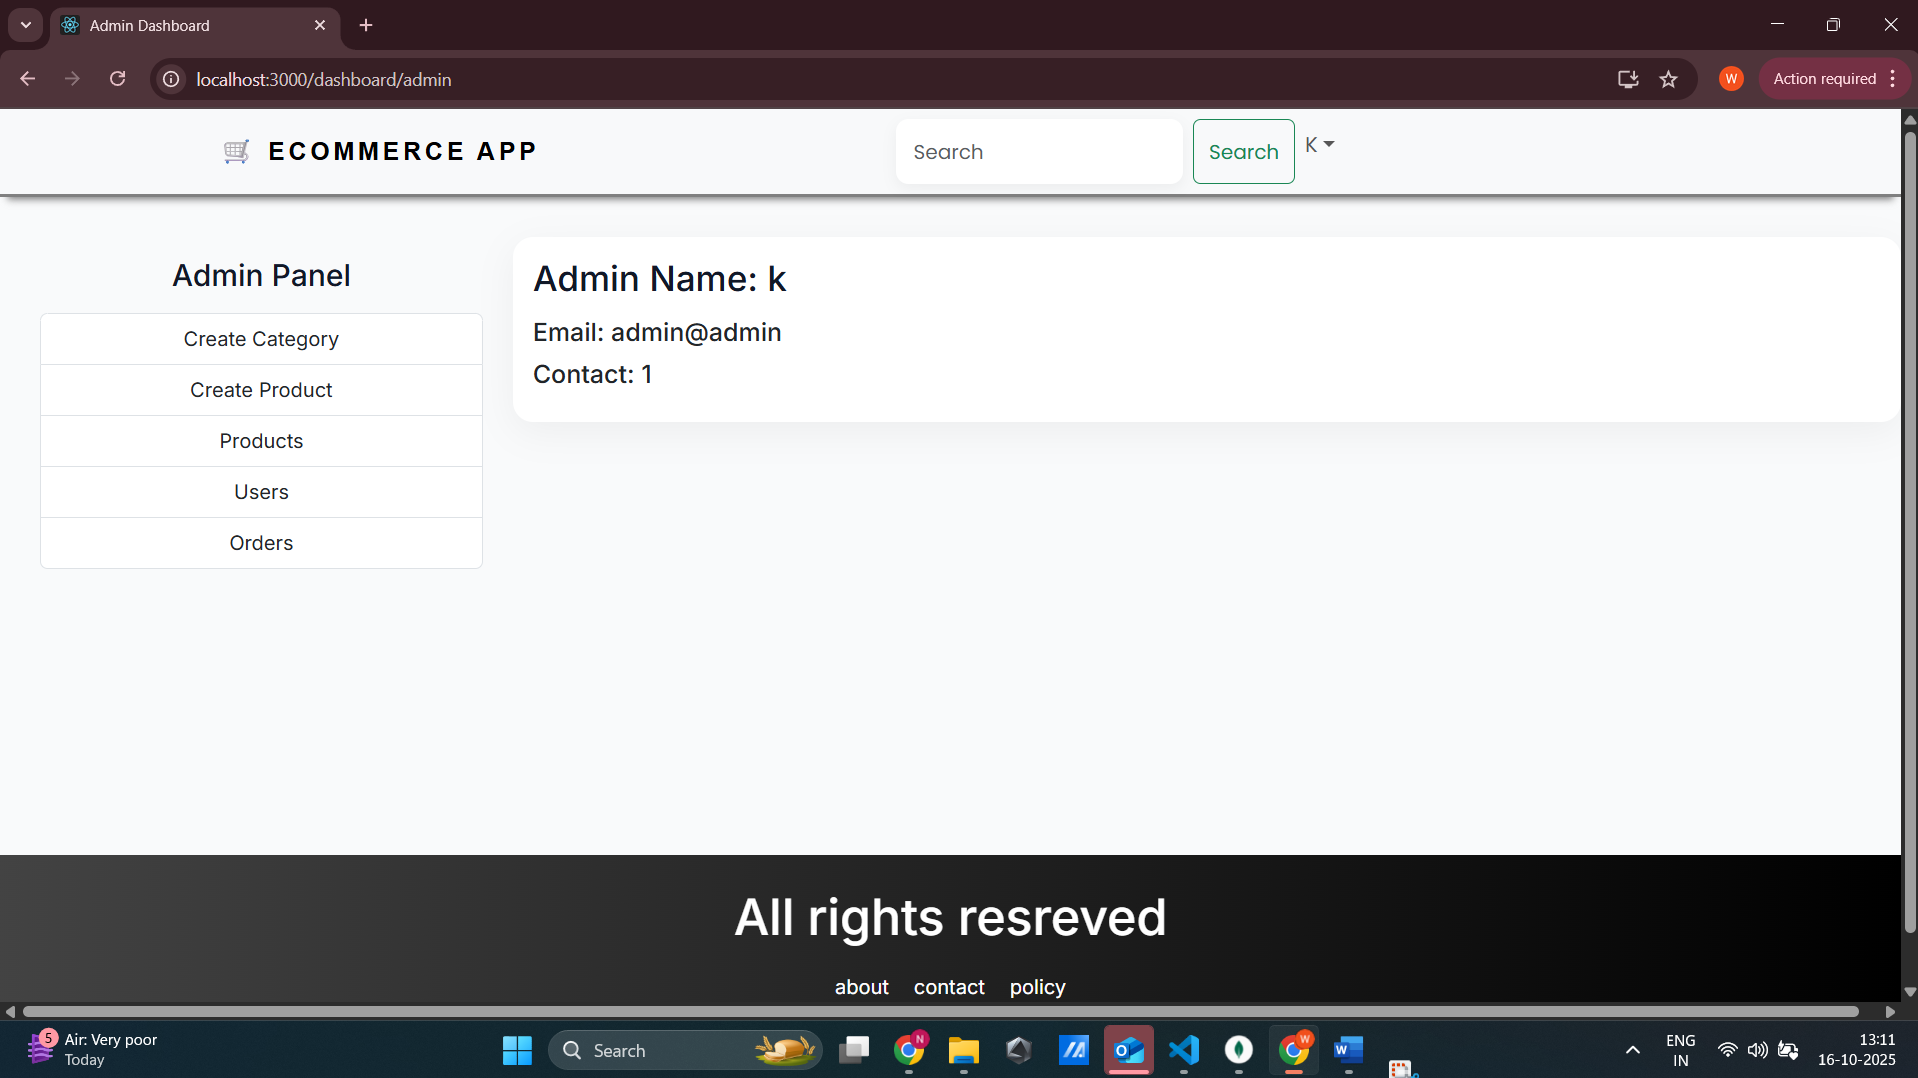 Admin Dashboard
localhost:3000/dashboard/admin
W
Action required
ECOMMERCE APP
Search
Search
K
Admin Panel
Create Category
Create Product
Products
Users
Orders
Admin Name: k
Email: admin@admin
Contact: 1
All rights resreved
about contact policy
5
Air: Very poor
Today
Search
N
O
W
W
ENG
IN
13:11
16-10-2025